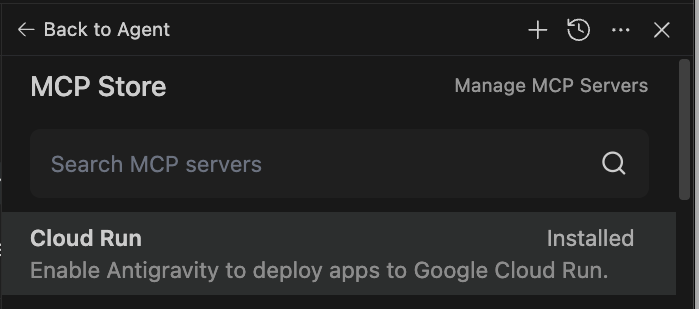 ← Back to Agent
MCP Store
Manage MCP Servers
Search MCP servers
Cloud Run
Installed
Enable Antigravity to deploy apps to Google Cloud Run.